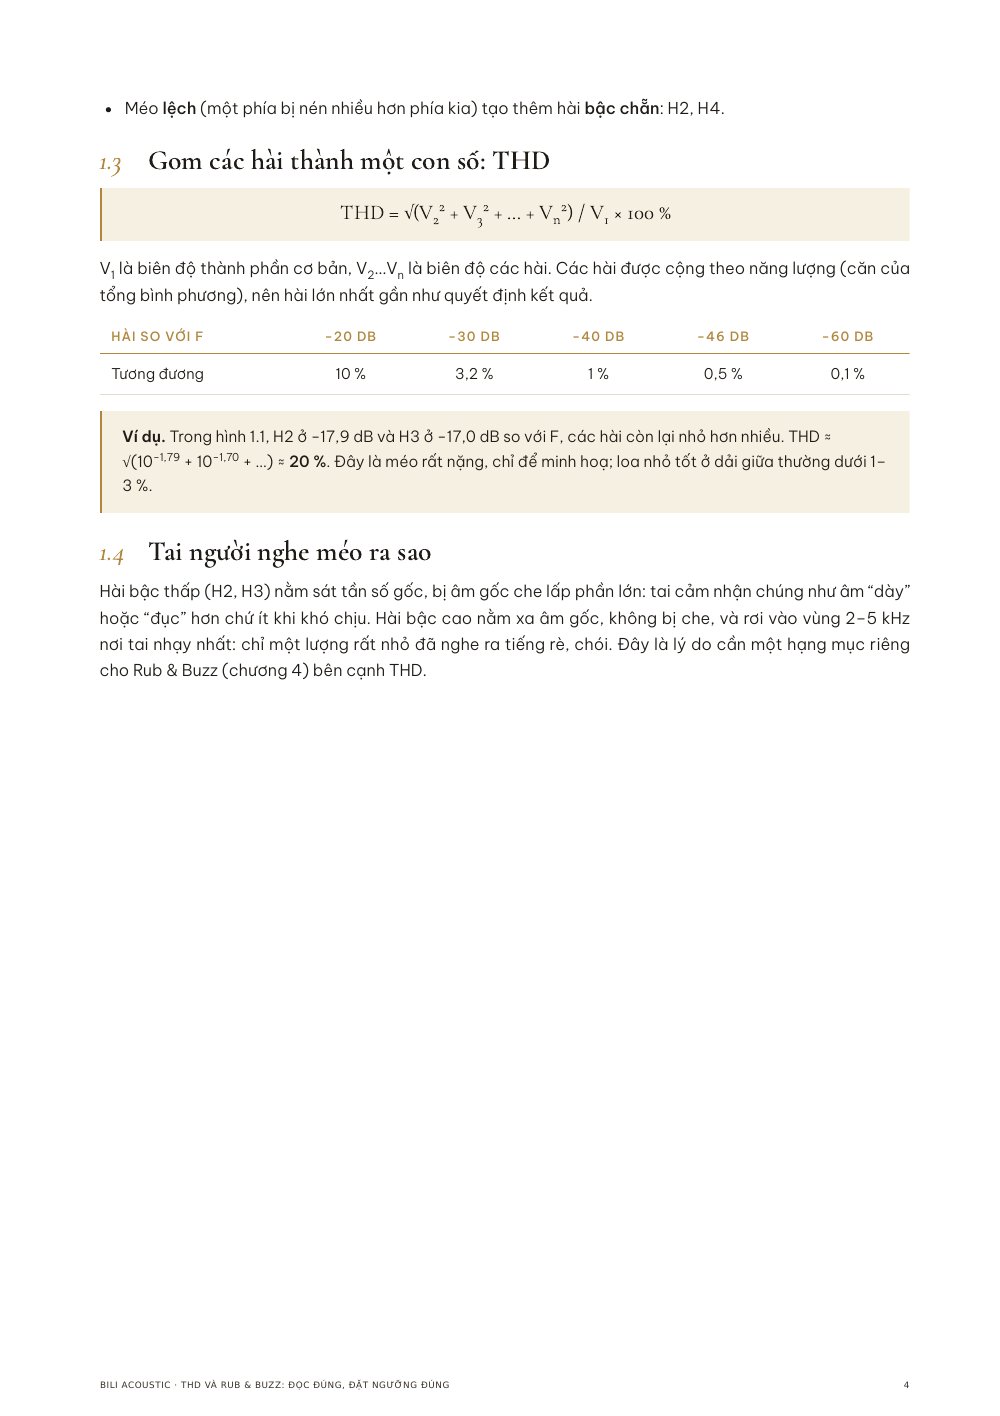 • Méo lệch (một phía bị nén nhiều hơn phía kia) tạo thêm hài bậc chẵn: H2, H4.
1.3 Gom các hài thành một con số: THD
THD = √(V₂² + V₃² + … + Vₙ²) / V₁ × 100 %
V₁ là biên độ thành phần cơ bản, V₂…Vₙ là biên độ các hài. Các hài được cộng theo năng lượng (căn của
tổng bình phương), nên hài lớn nhất gần như quyết định kết quả.
HÀI SO VỚI F −20 DB −30 DB −40 DB −46 DB −60 DB
Tương đương 10 % 3,2 % 1 % 0,5 % 0,1 %
Ví dụ. Trong hình 1.1, H2 ở −17,9 dB và H3 ở −17,0 dB so với F, các hài còn lại nhỏ hơn nhiều. THD ≈
√(10⁻¹,⁷⁹ + 10⁻¹,⁷⁰ + …) ≈ 20 %. Đây là méo rất nặng, chỉ để minh hoạ; loa nhỏ tốt ở dải giữa thường dưới 1–
3 %.
1.4 Tai người nghe méo ra sao
Hài bậc thấp (H2, H3) nằm sát tần số gốc, bị âm gốc che lấp phần lớn: tai cảm nhận chúng như âm “dày”
hoặc “đục” hơn chứ ít khi khó chịu. Hài bậc cao nằm xa âm gốc, không bị che, và rơi vào vùng 2–5 kHz
nơi tai nhạy nhất: chỉ một lượng rất nhỏ đã nghe ra tiếng rè, chói. Đây là lý do cần một hạng mục riêng
cho Rub & Buzz (chương 4) bên cạnh THD.
BILI ACOUSTIC · THD VÀ RUB & BUZZ: ĐỌC ĐÚNG, ĐẶT NGƯỠNG ĐÚNG 4